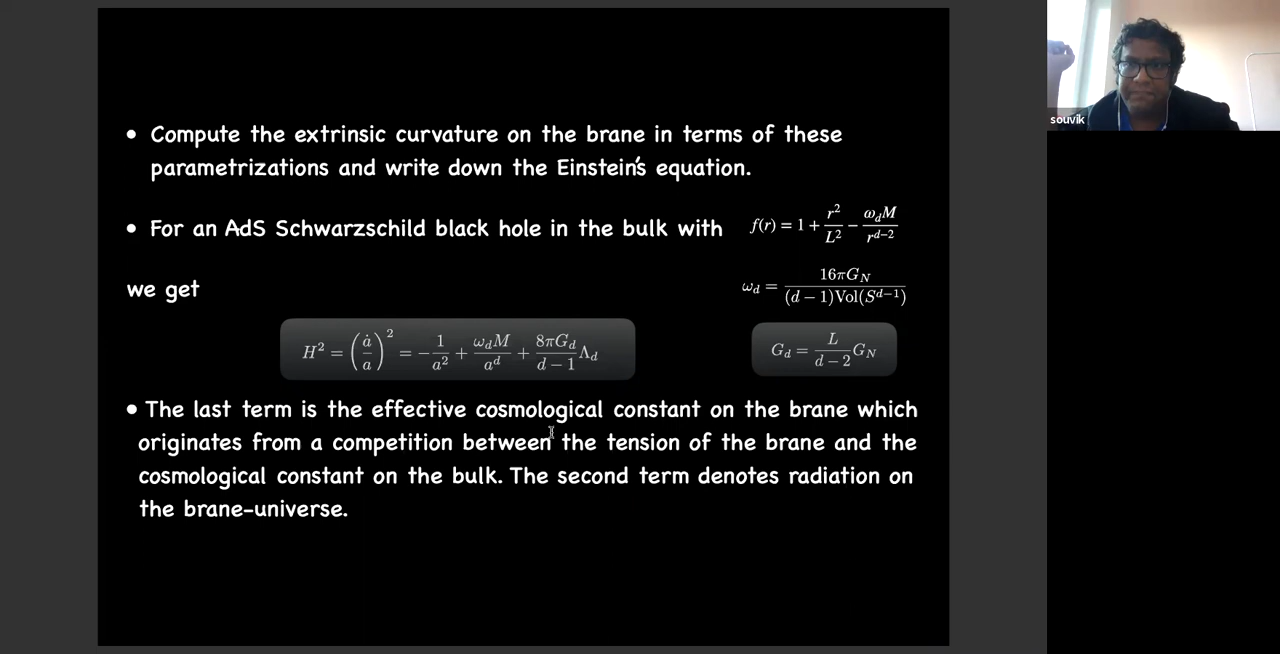 • Compute the extrinsic curvature on the brane in terms of these
parametrizations and write down the Einstein's equation.
• For an AdS Schwarzschild black hole in the bulk with f(r) = 1 + r²/L² − ω_d M/r^{d−2}
we get ω_d = 16πG_N/((d − 1)Vol(S^{d−1}))
H² = (ȧ/a)² = −1/a² + ω_d M/a^d + 8πG_d/(d − 1) Λ_d G_d = L/(d − 2) G_N
• The last term is the effective cosmological constant on the brane which
originates from a competition between the tension of the brane and the
cosmological constant on the bulk. The second term denotes radiation on
the brane-universe.
souvik